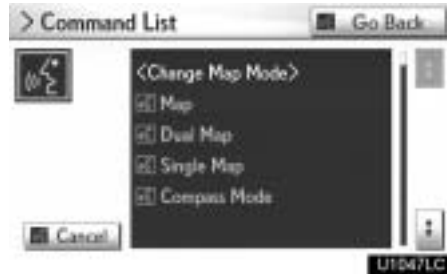 > Command List
Go Back
<Change Map Mode>
Map
Dual Map
Single Map
Compass Mode
Cancel
U1047LC